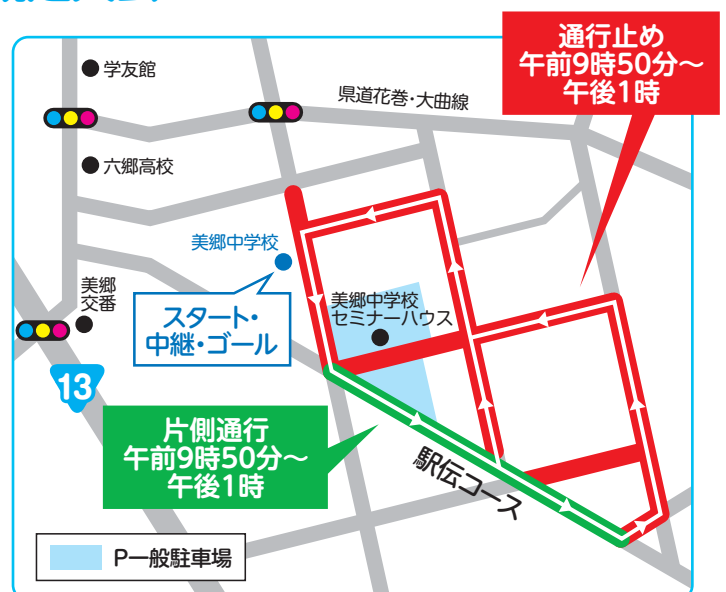 通行止め
午前9時50分～
午後1時
学友館
県道花巻・大曲線
六郷高校
美郷中学校
美郷
交番
スタート・
中継・ゴール
美郷中学校
セミナーハウス
13
片側通行
午前9時50分～
午後1時
駅伝コース
P一般駐車場